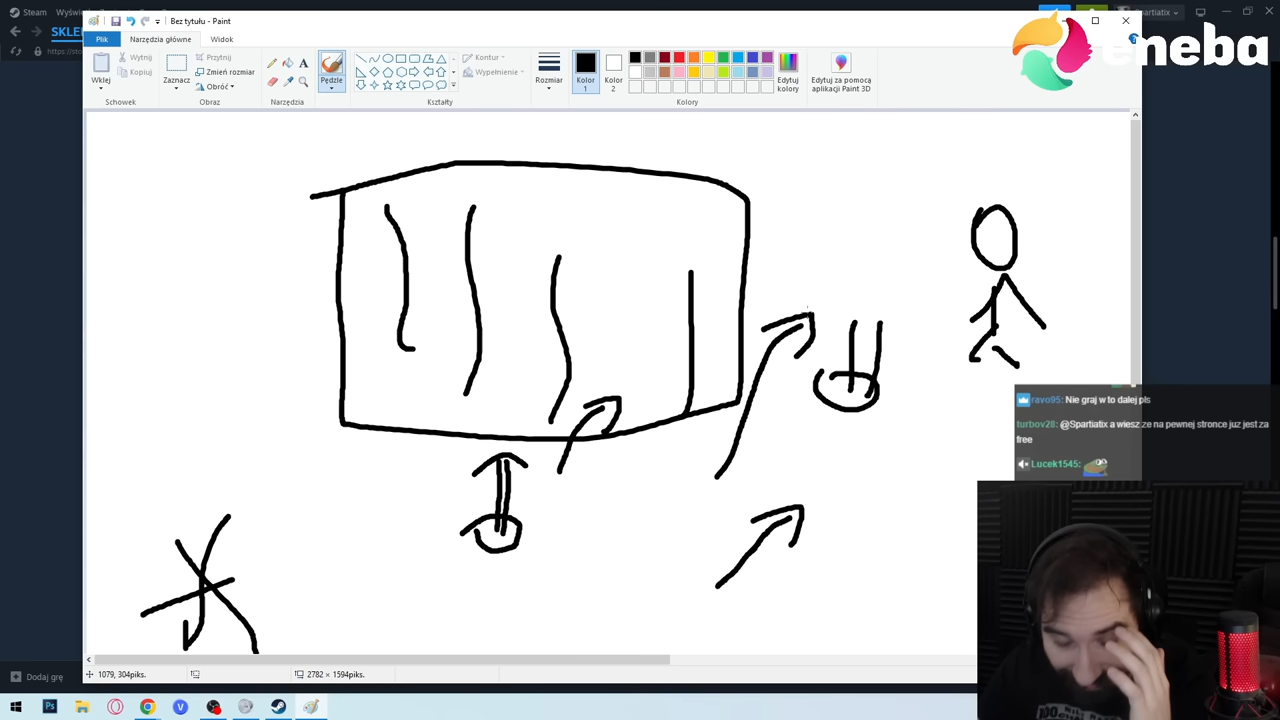 Steam
Bez tytułu - Paint
Spartiatix
eneba
SKLE
Plik
Narzędzia główne
Widok
Wklej
Wytnij
Kopiuj
Zaznacz
Przytnij
Zmień rozmiar
Obróć
Pędzle
Kontur
Wypełnienie
Rozmiar
Kolor
1
Kolor
2
Edytuj
kolory
Edytuj za pomocą
aplikacji Paint 3D
Schowek
Obraz
Narzędzia
Kształty
Kolory
ravo95: Nie graj w to dalej pls
turbov28: @Spartiatix a wiesz ze na pewnej stronce juz jest za
free
Lucek1545:
1079, 304piks.
2782 × 1594piks.
Dodaj grę